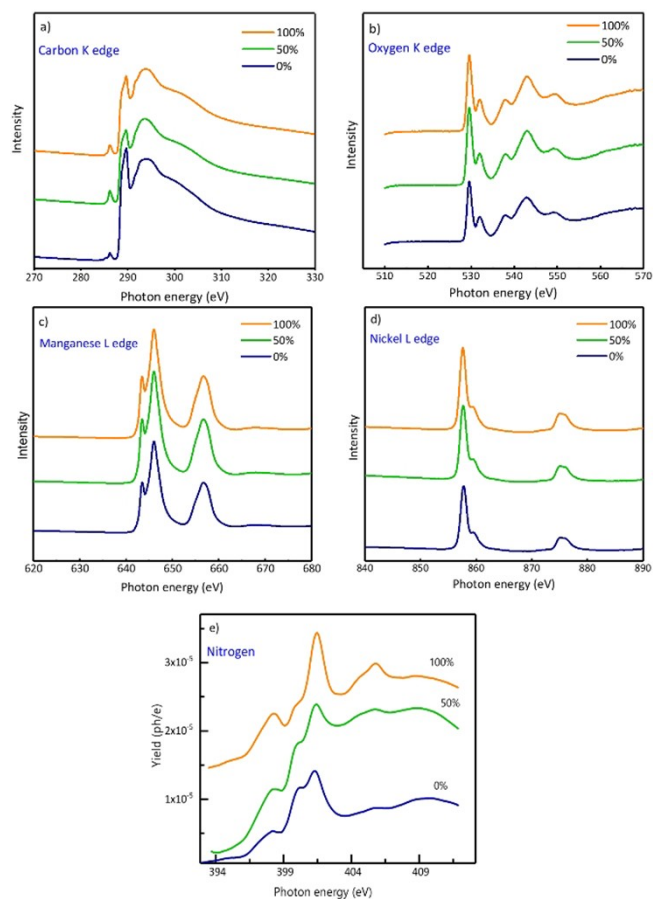 a)
Carbon K edge
100%
50%
0%
Intensity
270 280 290 300 310 320 330
Photon energy (eV)
b)
Oxygen K edge
100%
50%
0%
Intensity
510 520 530 540 550 560 570
Photon energy (eV)
c)
Manganese L edge
100%
50%
0%
Intensity
620 630 640 650 660 670 680
Photon energy (eV)
d)
Nickel L edge
100%
50%
0%
Intensity
840 850 860 870 880 890
Photon energy (eV)
e)
Nitrogen
100%
50%
0%
Yield (ph/e)
3x10⁻⁵
2x10⁻⁵
1x10⁻⁵
394 399 404 409
Photon energy (eV)